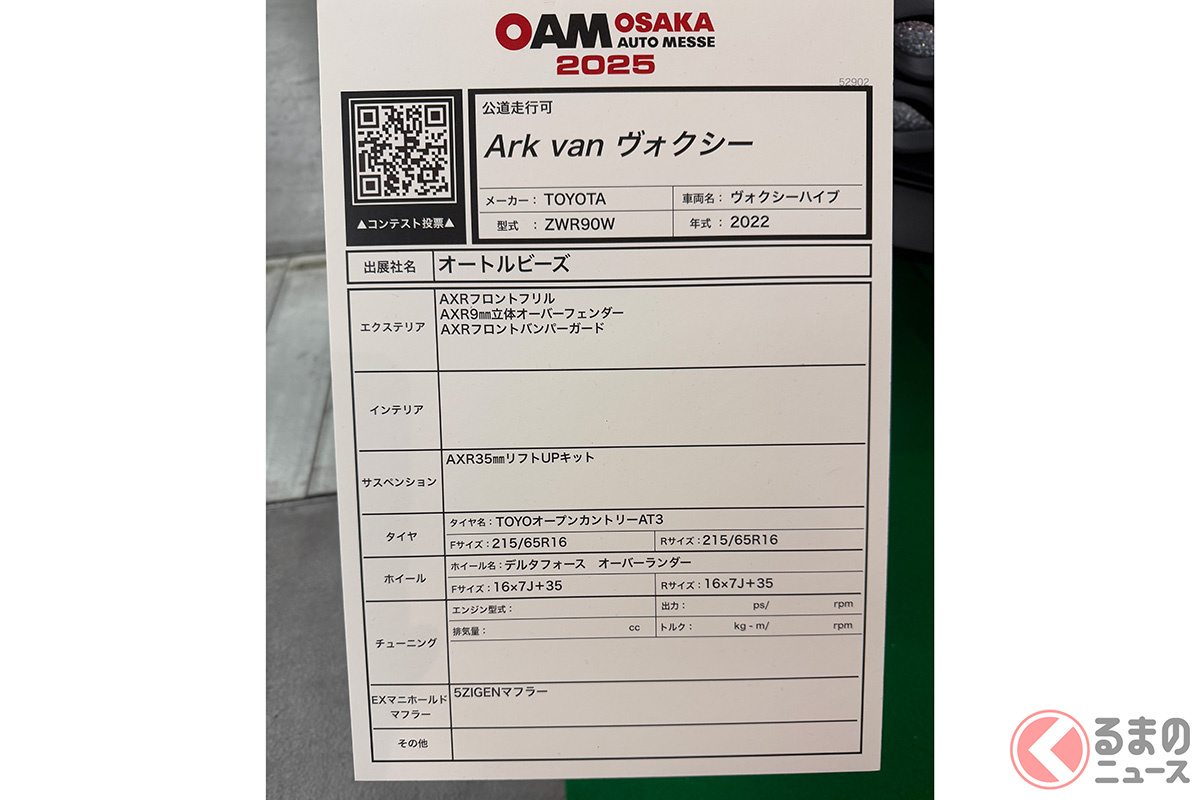 OAM OSAKA AUTO MESSE
2025
52902
▲コンテスト投票▲
公道走行可
Ark van ヴォクシー
メーカー： TOYOTA
車両名： ヴォクシーハイブ
型式 ： ZWR90W
年式 ： 2022
出展社名 オートルビーズ
エクステリア
AXRフロントフリル
AXR9㎜立体オーバーフェンダー
AXRフロントバンパーガード
インテリア
サスペンション
AXR35㎜リフトUPキット
タイヤ
タイヤ名：TOYOオープンカントリーAT3
Fサイズ：215/65R16
Rサイズ：215/65R16
ホイール
ホイール名：デルタフォース　オーバーランダー
Fサイズ：16×7J＋35
Rサイズ：16×7J＋35
チューニング
エンジン型式：
出力： ps/ rpm
排気量： cc
トルク： kg - m/ rpm
EXマニホールド
マフラー
5ZIGENマフラー
その他
くるまの
ニュース